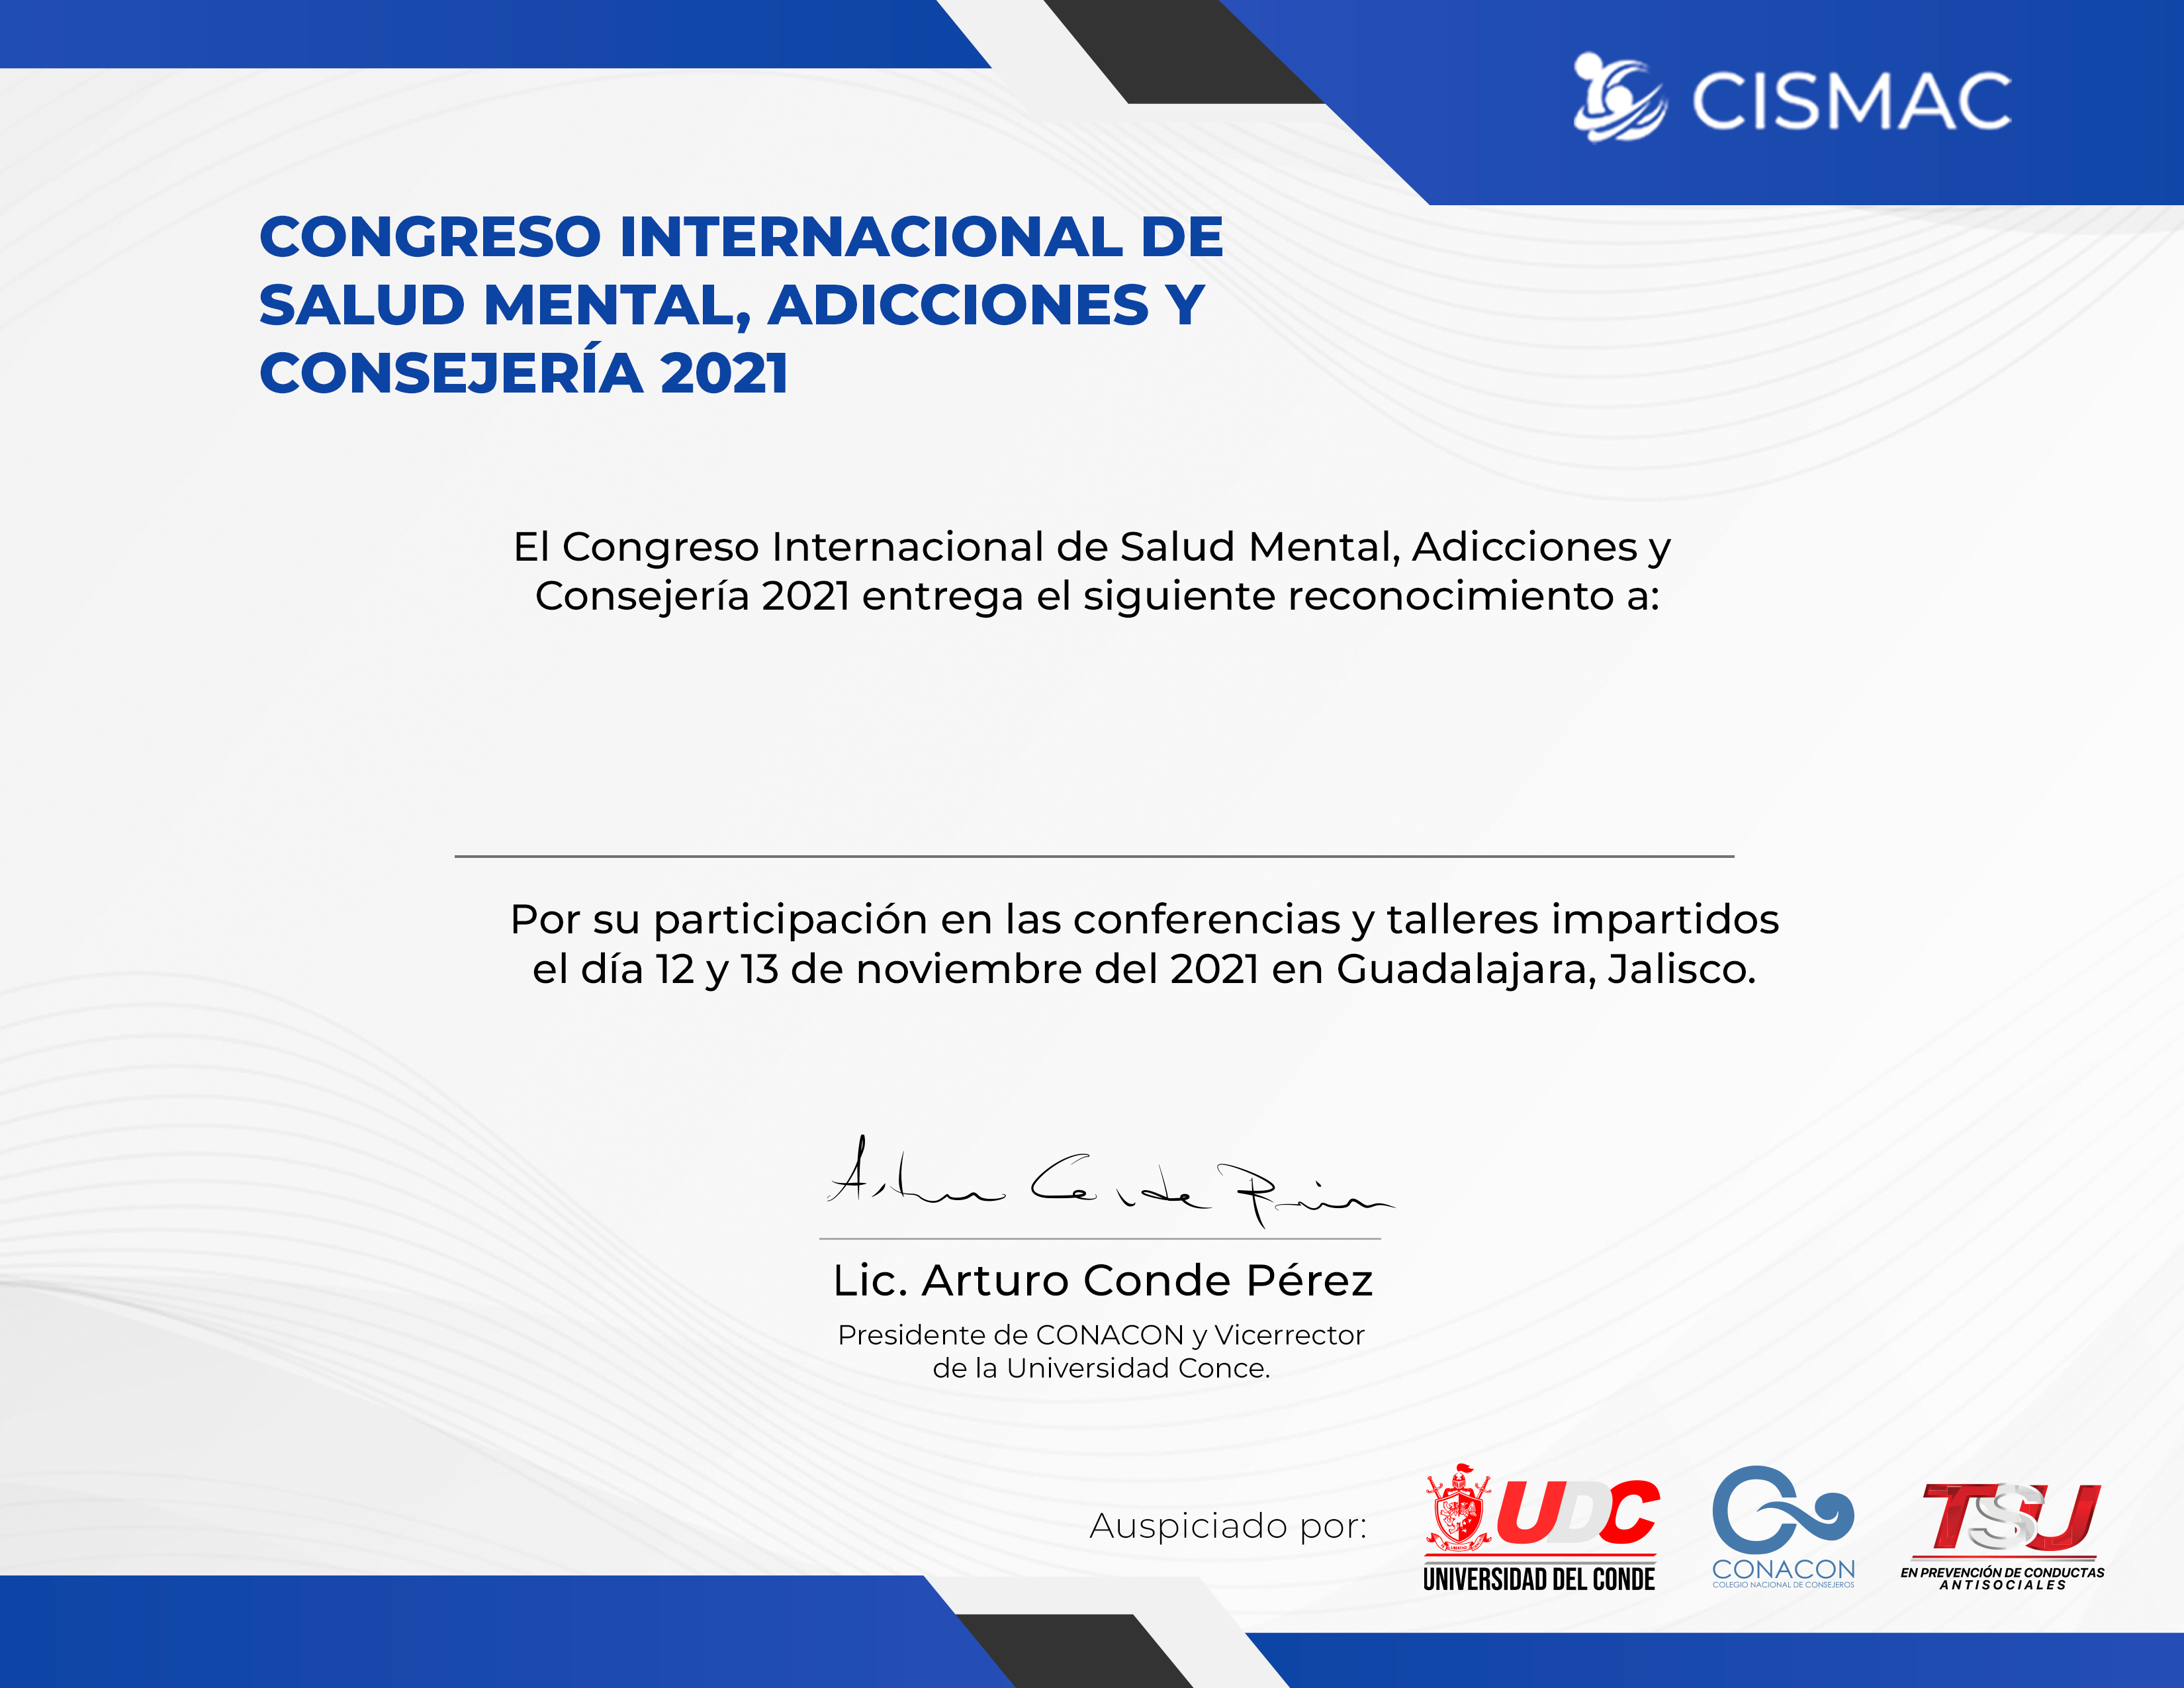 CISMAC
CONGRESO INTERNACIONAL DE
SALUD MENTAL, ADICCIONES Y
CONSEJERÍA 2021
El Congreso Internacional de Salud Mental, Adicciones y
Consejería 2021 entrega el siguiente reconocimiento a:
Por su participación en las conferencias y talleres impartidos
el día 12 y 13 de noviembre del 2021 en Guadalajara, Jalisco.
Lic. Arturo Conde Pérez
Presidente de CONACON y Vicerrector
de la Universidad Conce.
Auspiciado por:
UDC
UNIVERSIDAD DEL CONDE
CONACON
COLEGIO NACIONAL DE CONSEJEROS
TSU
EN PREVENCIÓN DE CONDUCTAS
ANTISOCIALES